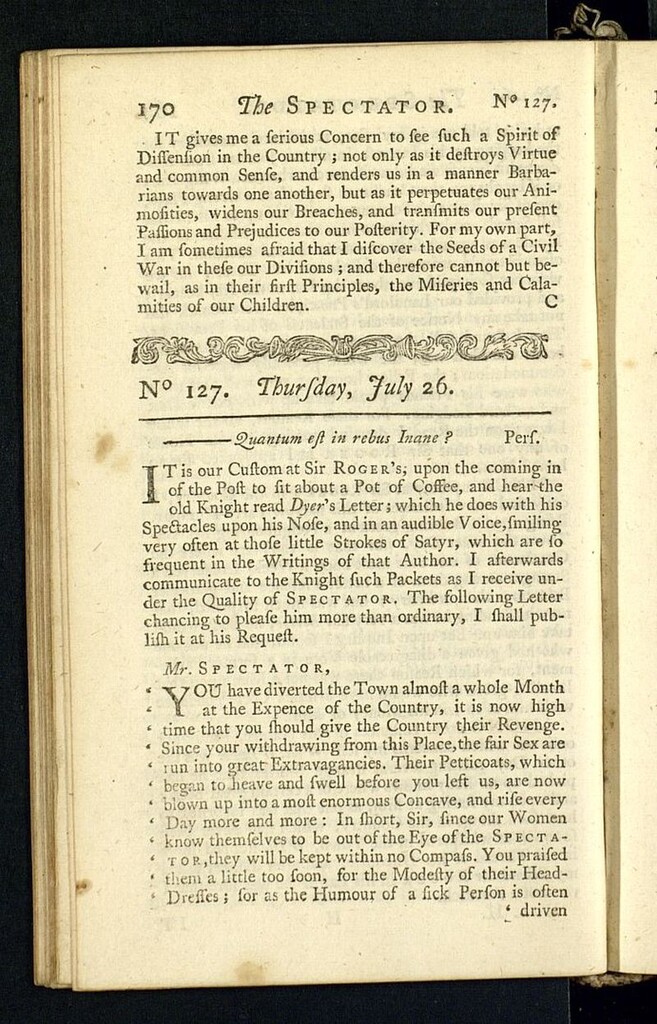 170 The SPECTATOR. Nº 127.
IT gives me a ſerious Concern to ſee ſuch a Spirit of
Diſſenſion in the Country ; not only as it deſtroys Virtue
and common Senſe, and renders us in a manner Barba-
rians towards one another, but as it perpetuates our Ani-
moſities, widens our Breaches, and tranſmits our preſent
Paſſions and Prejudices to our Poſterity. For my own part,
I am ſometimes afraid that I diſcover the Seeds of a Civil
War in theſe our Diviſions ; and therefore cannot but be-
wail, as in their firſt Principles, the Miſeries and Cala-
mities of our Children. C
Nº 127. Thurſday, July 26.
——— Quantum eſt in rebus Inane ? Perſ.
IT is our Cuſtom at Sir ROGER's, upon the coming in
of the Poſt to ſit about a Pot of Coffee, and hear the
old Knight read Dyer's Letter; which he does with his
Spectacles upon his Noſe, and in an audible Voice, ſmiling
very often at thoſe little Strokes of Satyr, which are ſo
frequent in the Writings of that Author. I afterwards
communicate to the Knight ſuch Packets as I receive un-
der the Quality of SPECTATOR. The following Letter
chancing to pleaſe him more than ordinary, I ſhall pub-
liſh it at his Requeſt.
Mr. SPECTATOR,
‘ YOU have diverted the Town almoſt a whole Month
‘ at the Expence of the Country, it is now high
‘ time that you ſhould give the Country their Revenge.
‘ Since your withdrawing from this Place, the fair Sex are
‘ run into great Extravagancies. Their Petticoats, which
‘ began to heave and ſwell before you left us, are now
‘ blown up into a moſt enormous Concave, and riſe every
‘ Day more and more : In ſhort, Sir, ſince our Women
‘ know themſelves to be out of the Eye of the SPECTA-
‘ TOR, they will be kept within no Compaſs. You praiſed
‘ them a little too ſoon, for the Modeſty of their Head-
‘ Dreſſes ; for as the Humour of a ſick Perſon is often
‘ driven